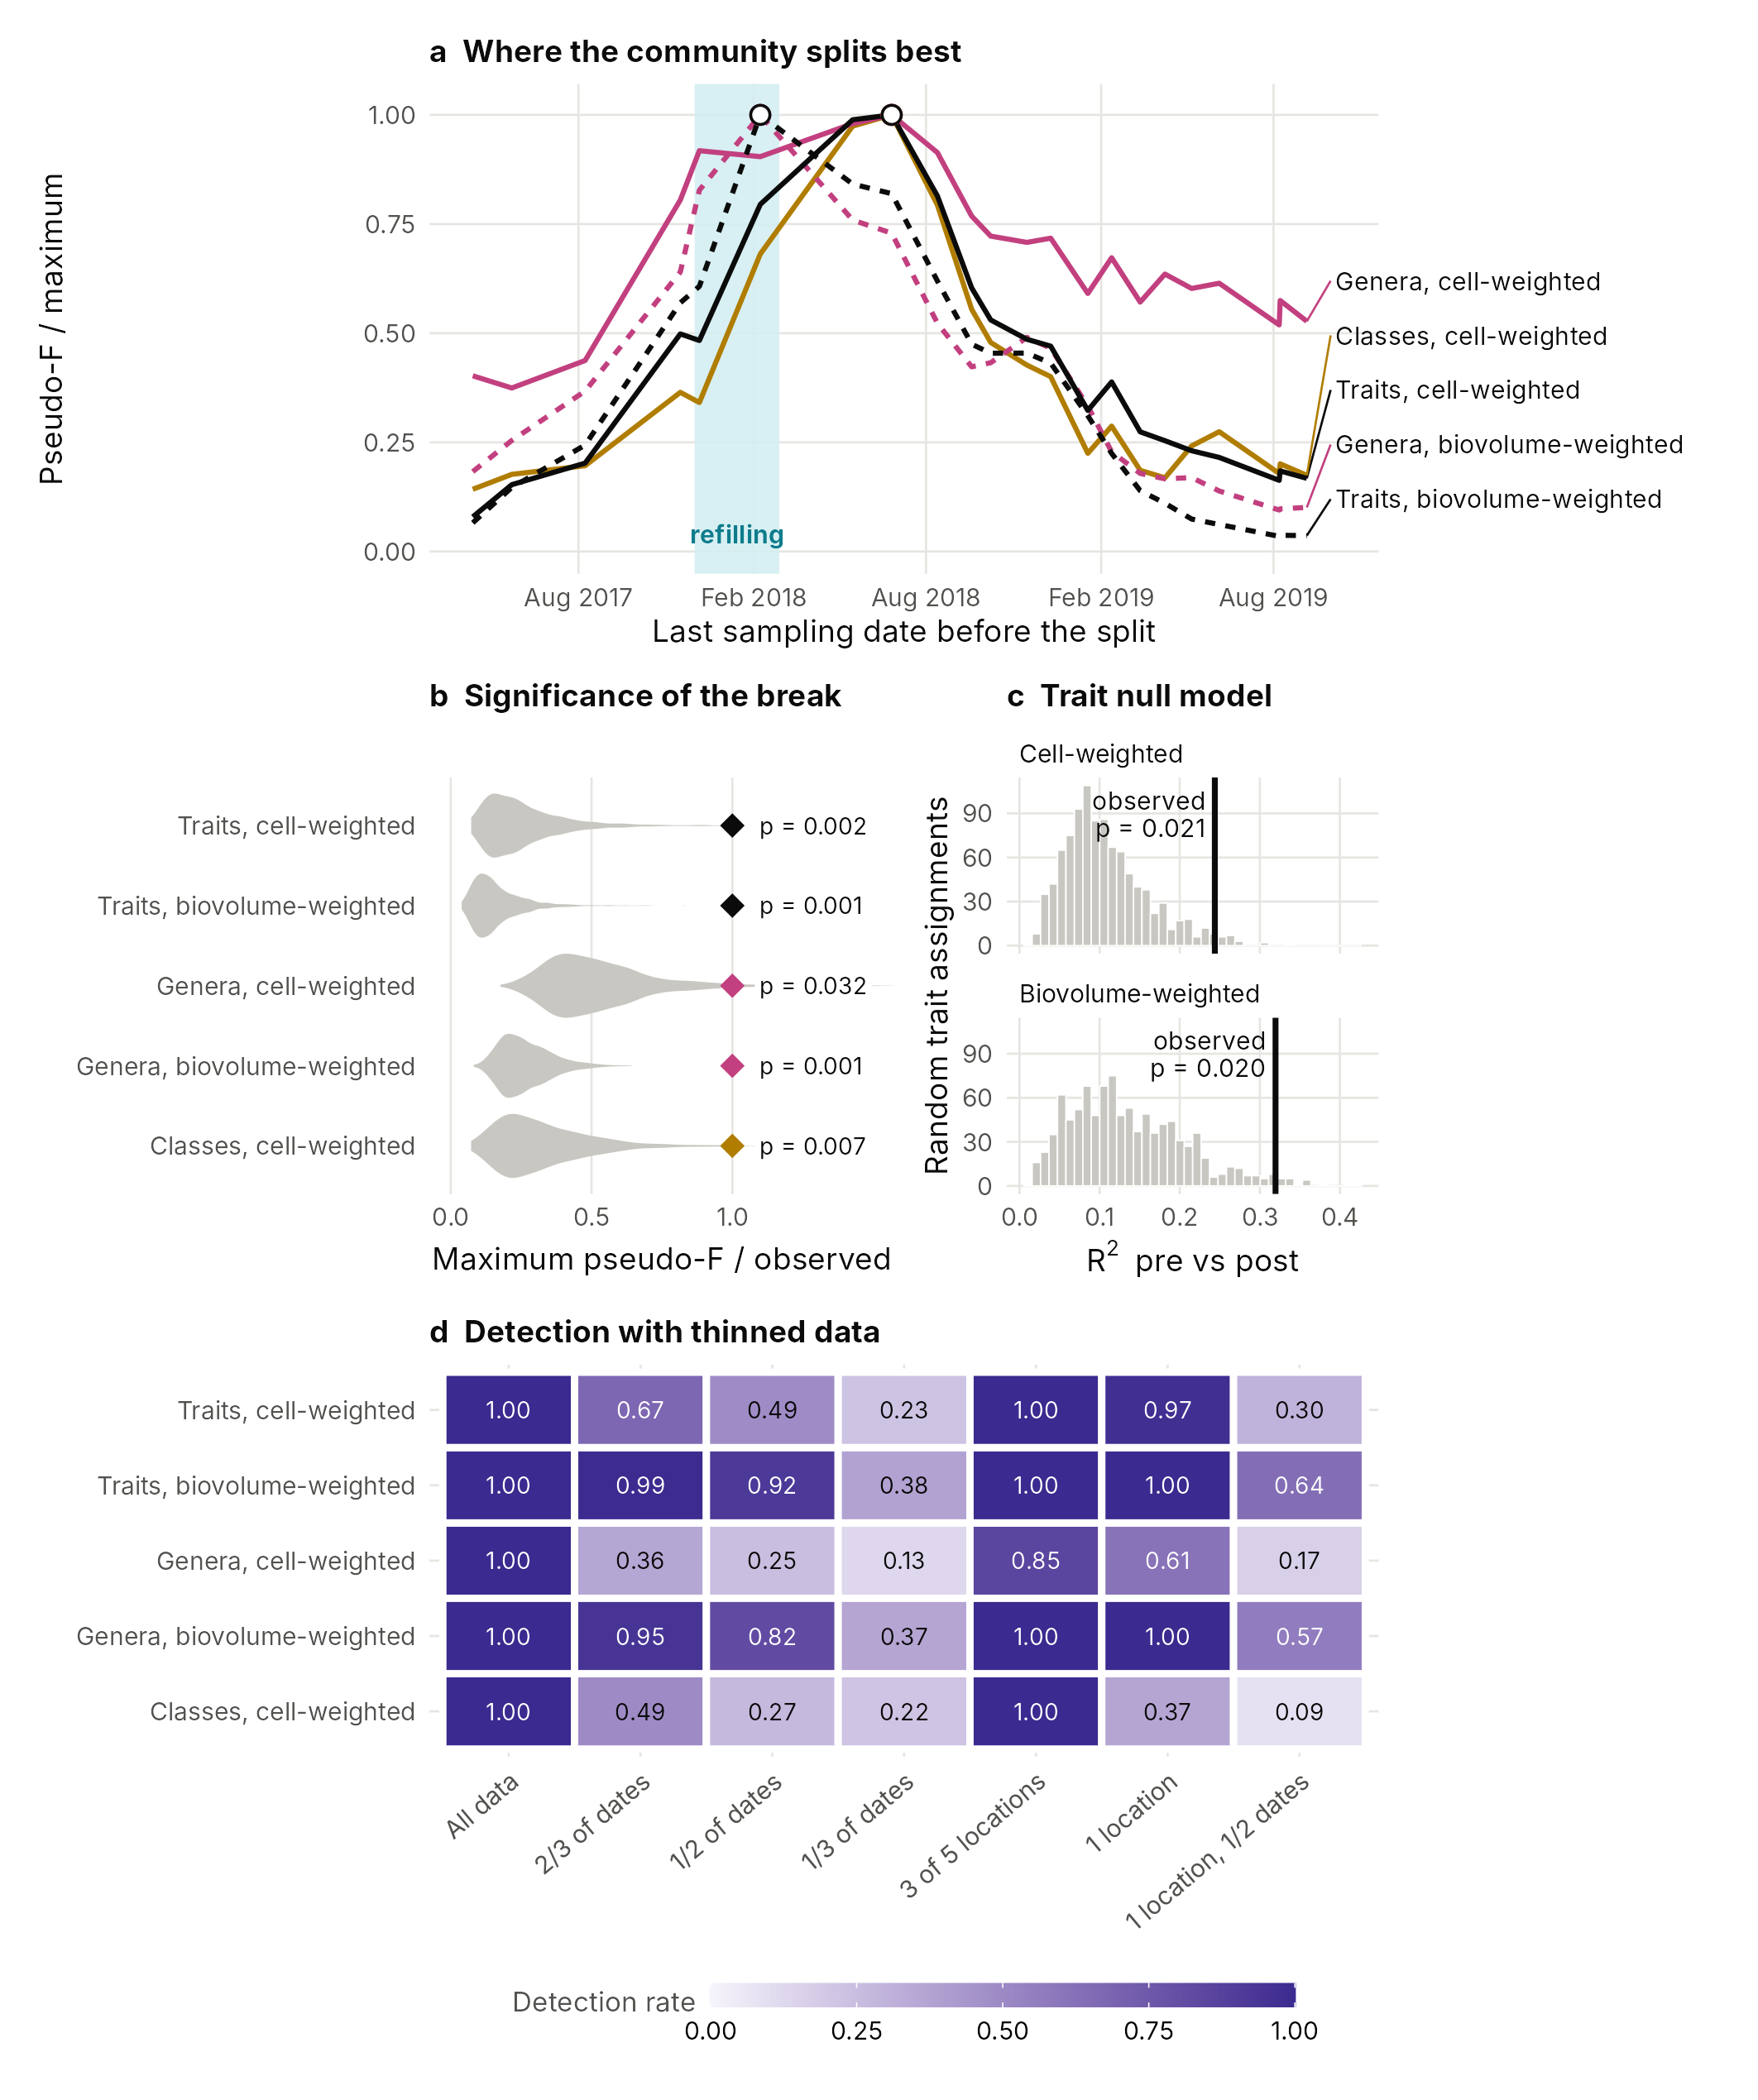 a Where the community splits best
Pseudo-F / maximum
1.00
0.75
0.50
0.25
0.00
refilling
Genera, cell-weighted
Classes, cell-weighted
Traits, cell-weighted
Genera, biovolume-weighted
Traits, biovolume-weighted
Aug 2017 Feb 2018 Aug 2018 Feb 2019 Aug 2019
Last sampling date before the split
b Significance of the break
Traits, cell-weighted p = 0.002
Traits, biovolume-weighted p = 0.001
Genera, cell-weighted p = 0.032
Genera, biovolume-weighted p = 0.001
Classes, cell-weighted p = 0.007
0.0 0.5 1.0
Maximum pseudo-F / observed
c Trait null model
Random trait assignments
Cell-weighted
observed
p = 0.021
90
60
30
0
Biovolume-weighted
observed
p = 0.020
90
60
30
0
0.0 0.1 0.2 0.3 0.4
R² pre vs post
d Detection with thinned data
Traits, cell-weighted 1.00 0.67 0.49 0.23 1.00 0.97 0.30
Traits, biovolume-weighted 1.00 0.99 0.92 0.38 1.00 1.00 0.64
Genera, cell-weighted 1.00 0.36 0.25 0.13 0.85 0.61 0.17
Genera, biovolume-weighted 1.00 0.95 0.82 0.37 1.00 1.00 0.57
Classes, cell-weighted 1.00 0.49 0.27 0.22 1.00 0.37 0.09
All data
2/3 of dates
1/2 of dates
1/3 of dates
3 of 5 locations
1 location
1 location, 1/2 dates
Detection rate
0.00 0.25 0.50 0.75 1.00